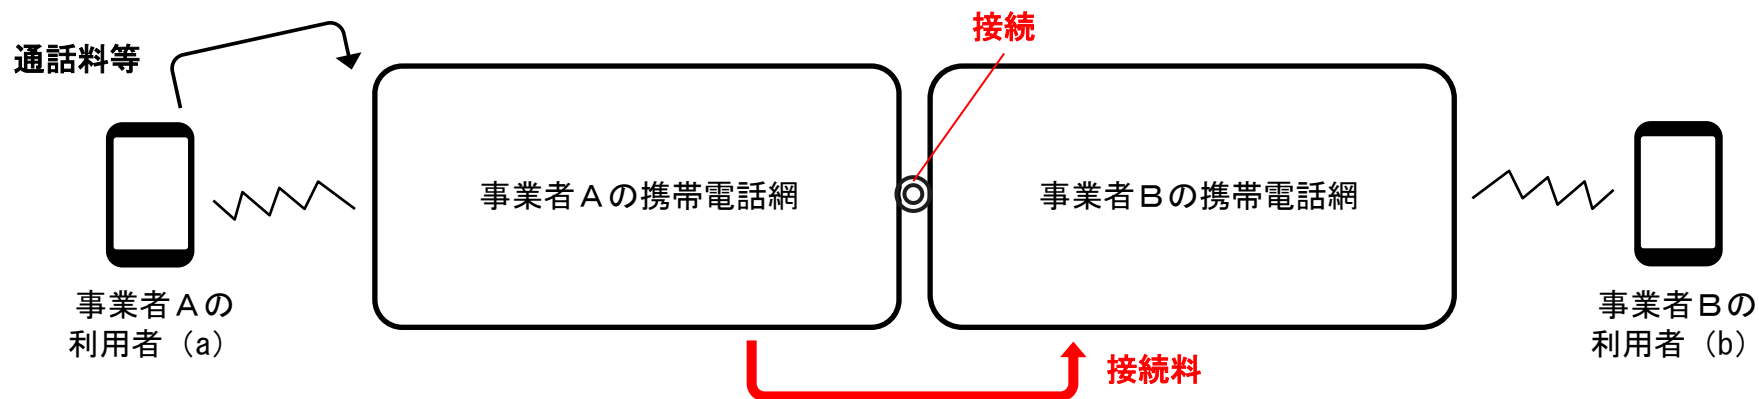 接続
通話料等
事業者Aの携帯電話網
事業者Bの携帯電話網
事業者Aの
利用者（a）
事業者Bの
利用者（b）
接続料